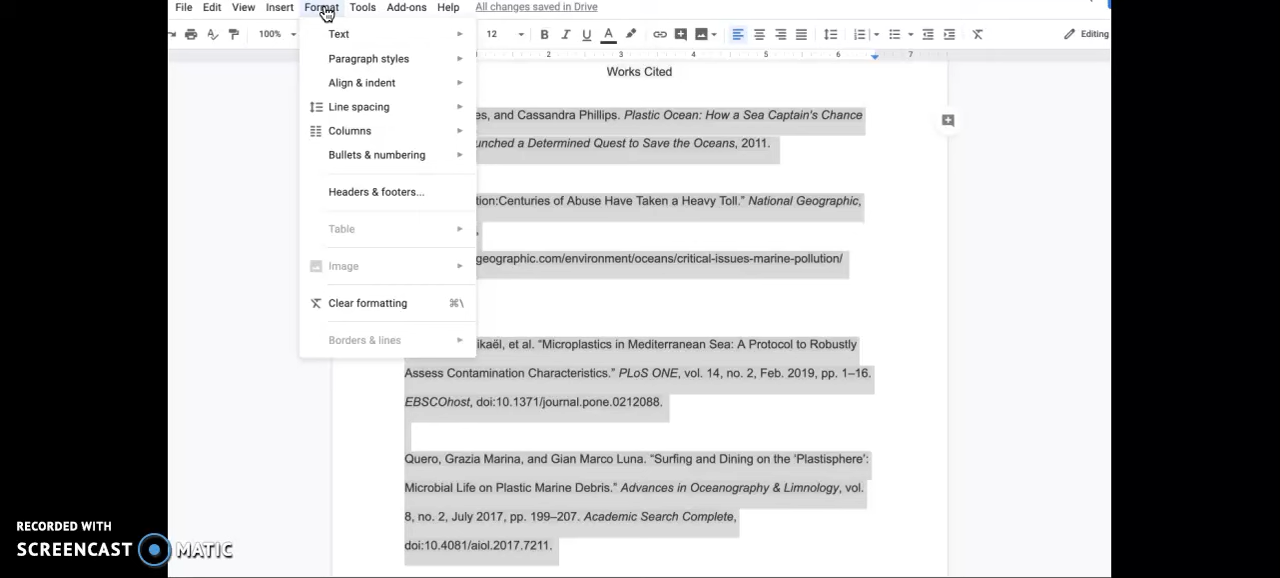 File Edit View Insert Format Tools Add-ons Help All changes saved in Drive
100% 12 B I U A Editing
2 3 4 5 6 7
Text
Paragraph styles
Align & indent
Line spacing
Columns
Bullets & numbering
Headers & footers...
Table
Image
Clear formatting ⌘\
Borders & lines
Works Cited
es, and Cassandra Phillips. Plastic Ocean: How a Sea Captain's Chance
unched a Determined Quest to Save the Oceans, 2011.
tion:Centuries of Abuse Have Taken a Heavy Toll.” National Geographic,
geographic.com/environment/oceans/critical-issues-marine-pollution/
ikaël, et al. “Microplastics in Mediterranean Sea: A Protocol to Robustly
Assess Contamination Characteristics.” PLoS ONE, vol. 14, no. 2, Feb. 2019, pp. 1–16.
EBSCOhost, doi:10.1371/journal.pone.0212088.
Quero, Grazia Marina, and Gian Marco Luna. “Surfing and Dining on the ‘Plastisphere’:
Microbial Life on Plastic Marine Debris.” Advances in Oceanography & Limnology, vol.
8, no. 2, July 2017, pp. 199–207. Academic Search Complete,
doi:10.4081/aiol.2017.7211.
RECORDED WITH
SCREENCAST MATIC